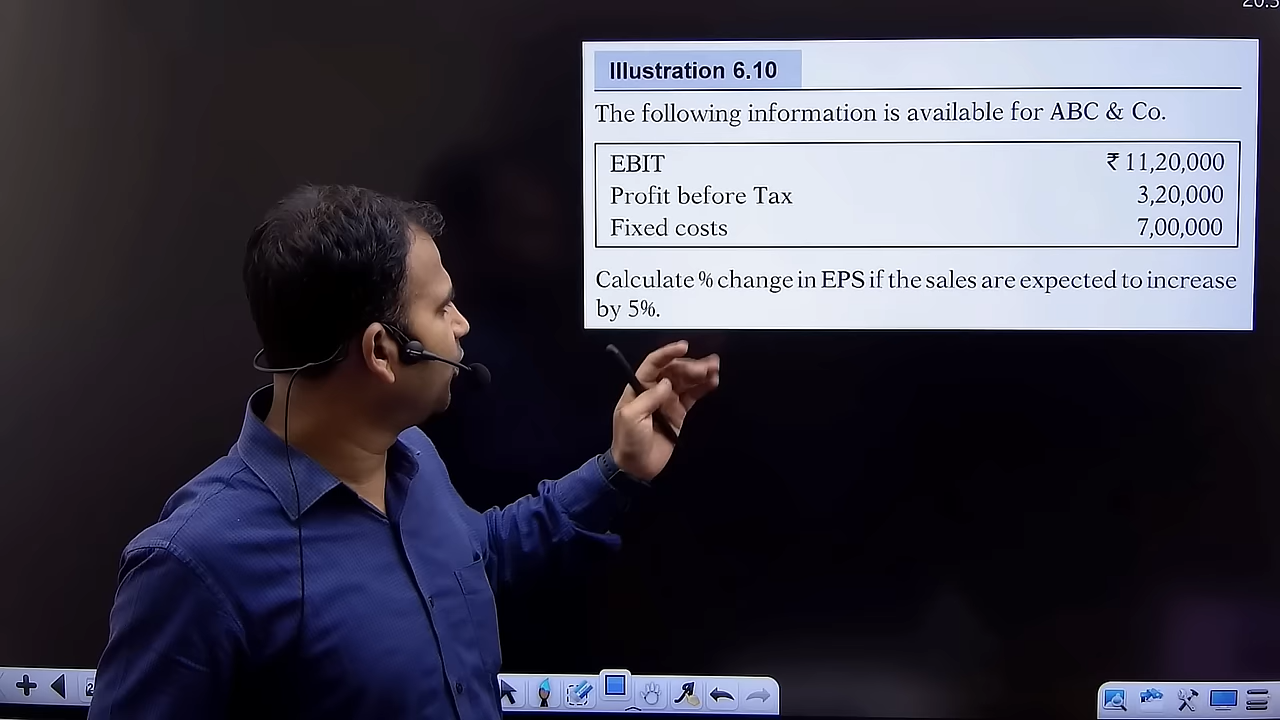 Illustration 6.10
The following information is available for ABC & Co.
EBIT ₹ 11,20,000
Profit before Tax 3,20,000
Fixed costs 7,00,000
Calculate % change in EPS if the sales are expected to increase
by 5%.